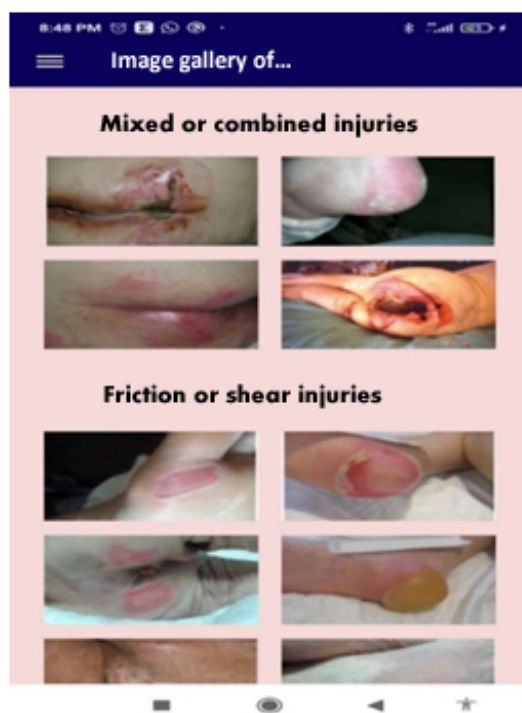 8:48 PM
Image gallery of...
Mixed or combined injuries
Friction or shear injuries